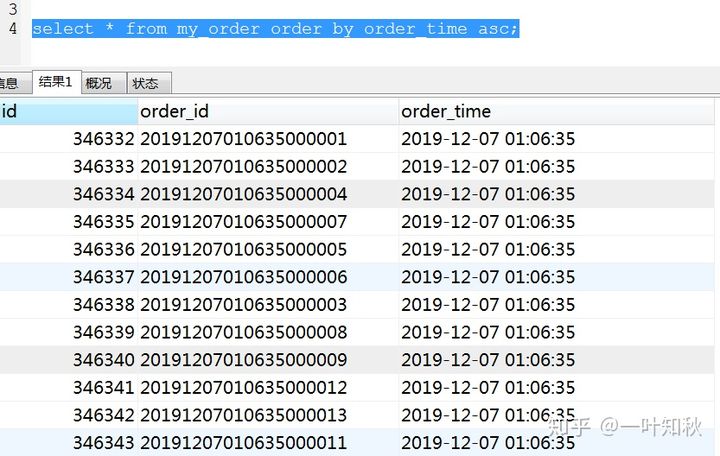 3
4 select * from my_order order by order_time asc;
信息 结果1 概况 状态
id order_id order_time
346332 20191207010635000001 2019-12-07 01:06:35
346333 20191207010635000002 2019-12-07 01:06:35
346334 20191207010635000004 2019-12-07 01:06:35
346335 20191207010635000007 2019-12-07 01:06:35
346336 20191207010635000005 2019-12-07 01:06:35
346337 20191207010635000006 2019-12-07 01:06:35
346338 20191207010635000003 2019-12-07 01:06:35
346339 20191207010635000008 2019-12-07 01:06:35
346340 20191207010635000009 2019-12-07 01:06:35
346341 20191207010635000012 2019-12-07 01:06:35
346342 20191207010635000013 2019-12-07 01:06:35
346343 20191207010635000011 2019-12-07 01:06:35
知乎 @一叶知秋